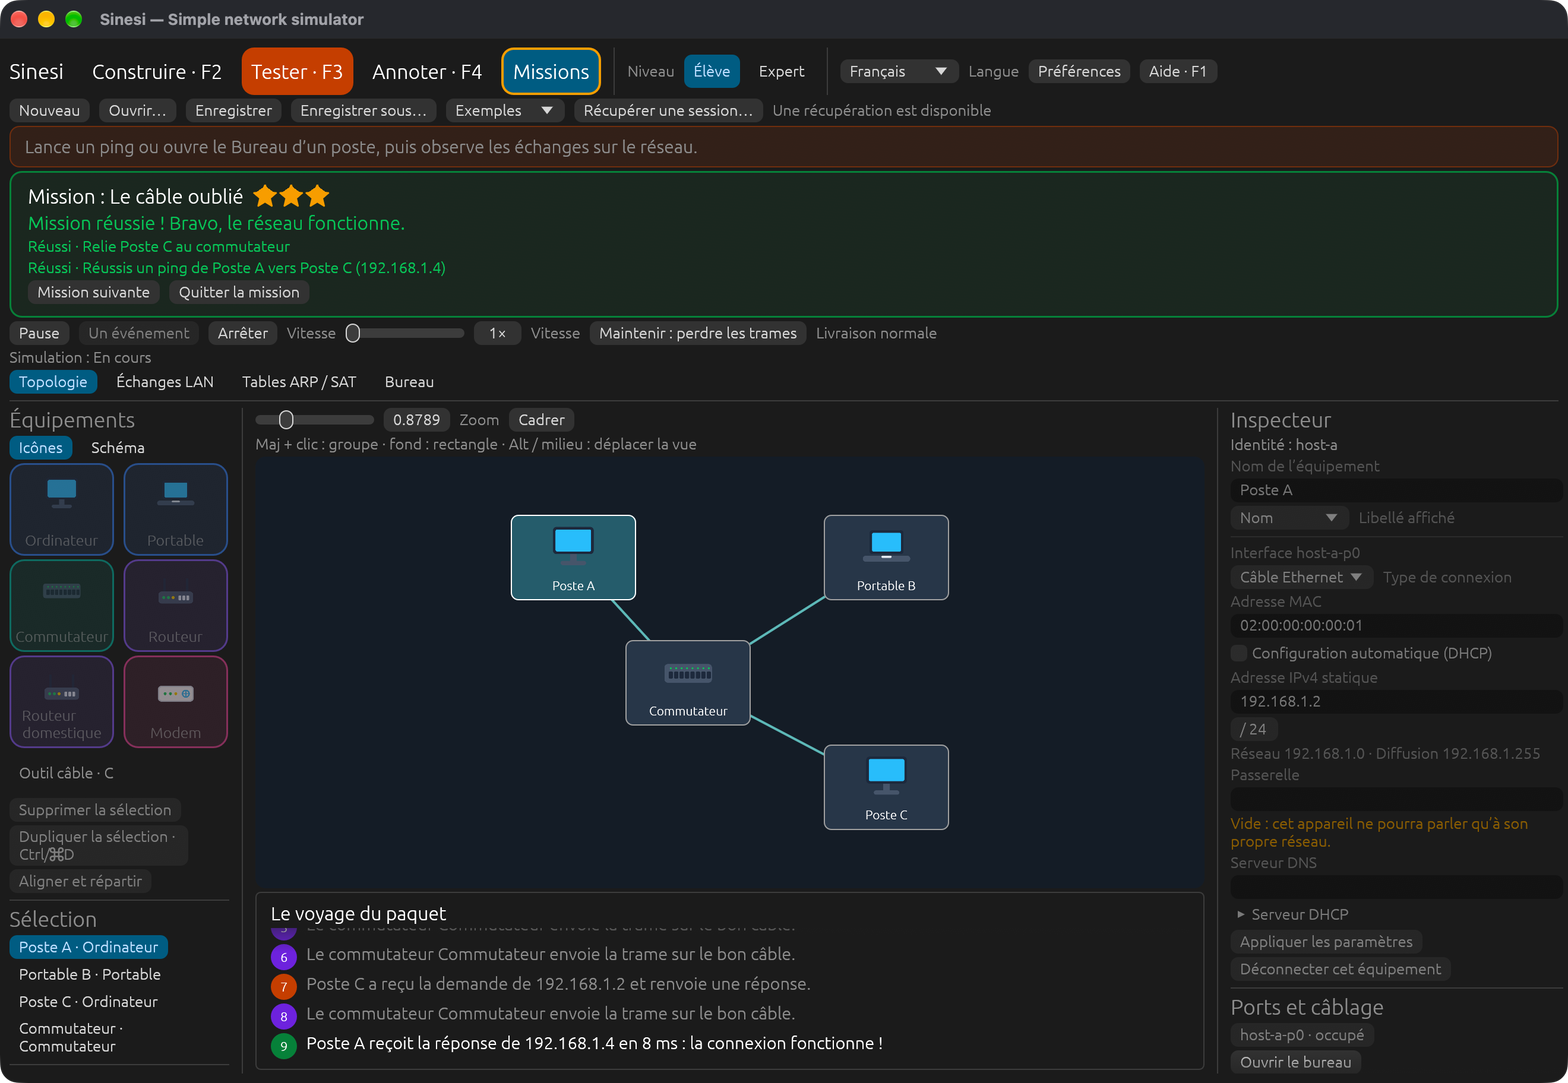 Sinesi — Simple network simulator
Sinesi Construire · F2 Tester · F3 Annoter · F4 Missions Niveau Élève Expert Français Langue Préférences Aide · F1
Nouveau Ouvrir… Enregistrer Enregistrer sous… Exemples Récupérer une session… Une récupération est disponible
Lance un ping ou ouvre le Bureau d’un poste, puis observe les échanges sur le réseau.
Mission : Le câble oublié
Mission réussie ! Bravo, le réseau fonctionne.
Réussi · Relie Poste C au commutateur
Réussi · Réussis un ping de Poste A vers Poste C (192.168.1.4)
Mission suivante Quitter la mission
Pause Un événement Arrêter Vitesse 1× Vitesse Maintenir : perdre les trames Livraison normale
Simulation : En cours
Topologie Échanges LAN Tables ARP / SAT Bureau
Équipements
Icônes Schéma
Ordinateur Portable
Commutateur Routeur
Routeur
domestique Modem
Outil câble · C
Supprimer la sélection
Dupliquer la sélection ·
Ctrl/⌘D
Aligner et répartir
Sélection
Poste A · Ordinateur
Portable B · Portable
Poste C · Ordinateur
Commutateur ·
Commutateur
0.8789 Zoom Cadrer
Maj + clic : groupe · fond : rectangle · Alt / milieu : déplacer la vue
Poste A
Portable B
Commutateur
Poste C
Le voyage du paquet
5 Le commutateur Commutateur envoie la trame sur le bon câble.
6 Le commutateur Commutateur envoie la trame sur le bon câble.
7 Poste C a reçu la demande de 192.168.1.2 et renvoie une réponse.
8 Le commutateur Commutateur envoie la trame sur le bon câble.
9 Poste A reçoit la réponse de 192.168.1.4 en 8 ms : la connexion fonctionne !
Inspecteur
Identité : host-a
Nom de l’équipement
Poste A
Nom Libellé affiché
Interface host-a-p0
Câble Ethernet Type de connexion
Adresse MAC
02:00:00:00:00:01
Configuration automatique (DHCP)
Adresse IPv4 statique
192.168.1.2
/ 24
Réseau 192.168.1.0 · Diffusion 192.168.1.255
Passerelle
Vide : cet appareil ne pourra parler qu’à son
propre réseau.
Serveur DNS
Serveur DHCP
Appliquer les paramètres
Déconnecter cet équipement
Ports et câblage
host-a-p0 · occupé
Ouvrir le bureau